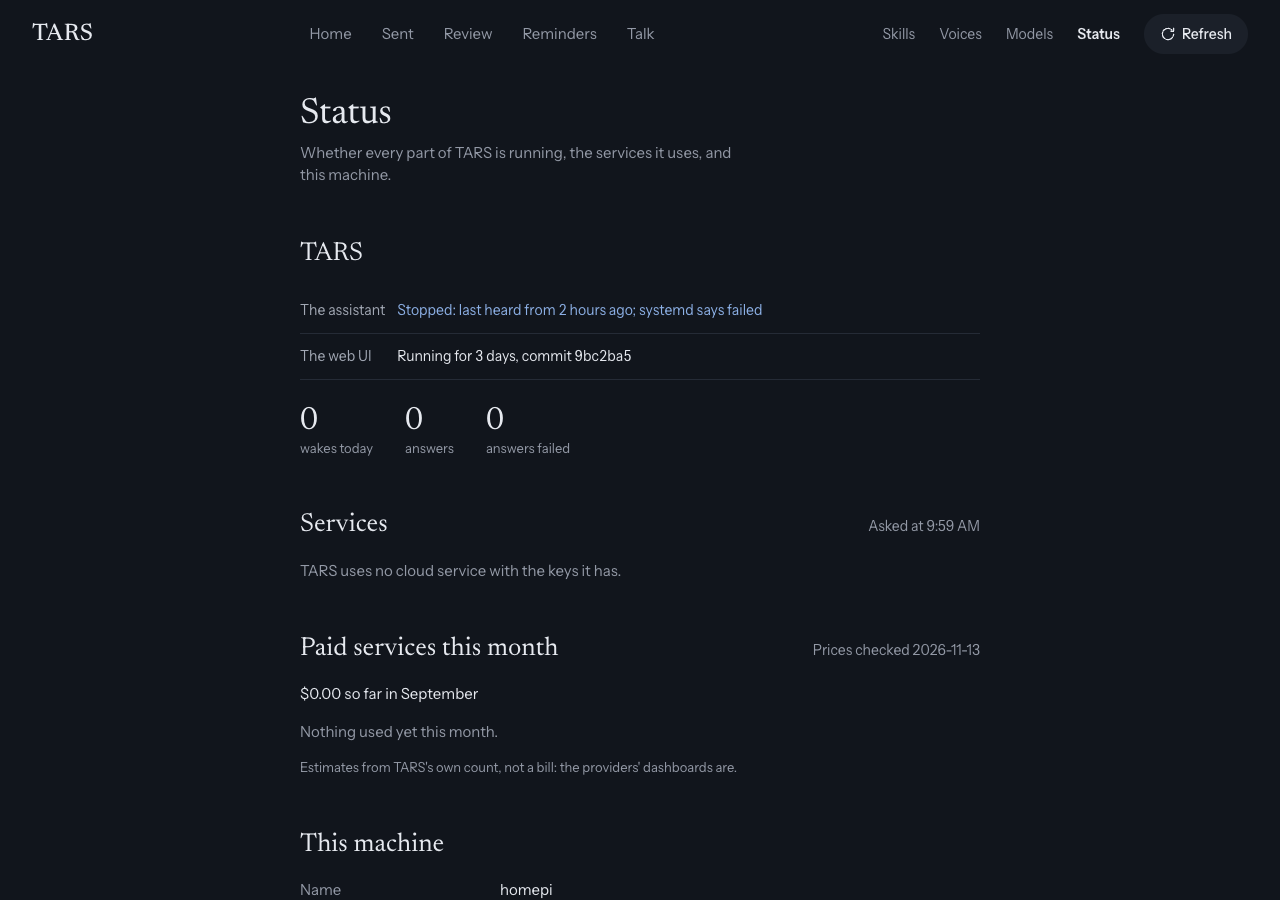 TARS
Home Sent Review Reminders Talk
Skills Voices Models Status Refresh
Status
Whether every part of TARS is running, the services it uses, and
this machine.
TARS
The assistant Stopped: last heard from 2 hours ago; systemd says failed
The web UI Running for 3 days, commit 9bc2ba5
0 0 0
wakes today answers answers failed
Services Asked at 9:59 AM
TARS uses no cloud service with the keys it has.
Paid services this month Prices checked 2026-11-13
$0.00 so far in September
Nothing used yet this month.
Estimates from TARS's own count, not a bill: the providers' dashboards are.
This machine
Name homepi